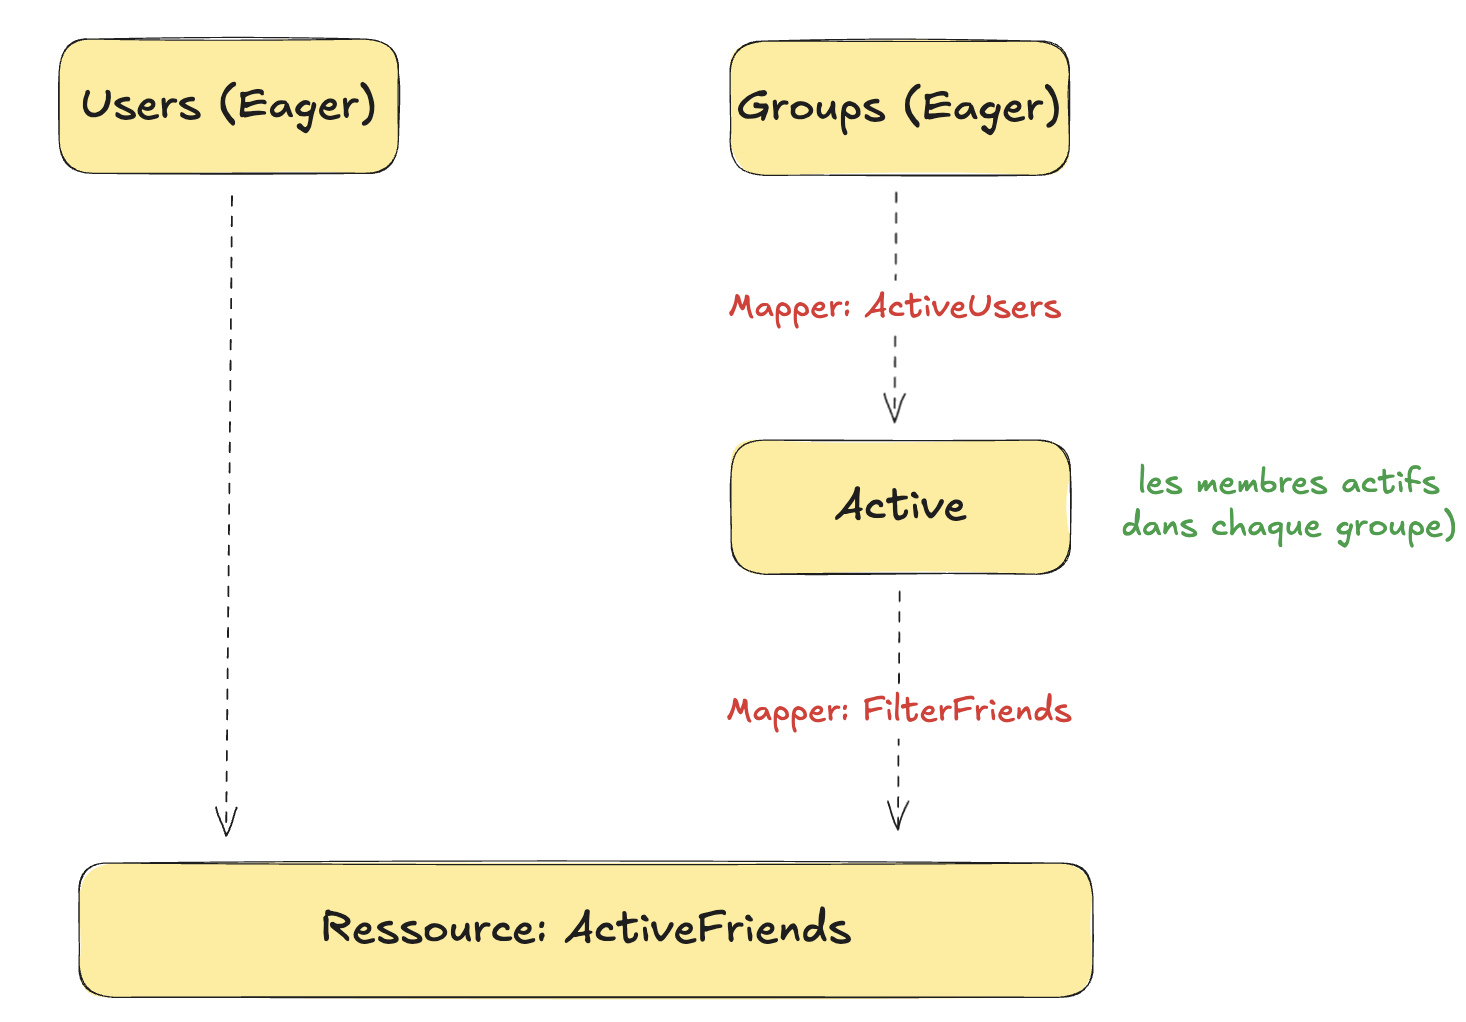 Users (Eager)
Groups (Eager)
Mapper: ActiveUsers
Active
les membres actifs
dans chaque groupe)
Mapper: FilterFriends
Ressource: ActiveFriends